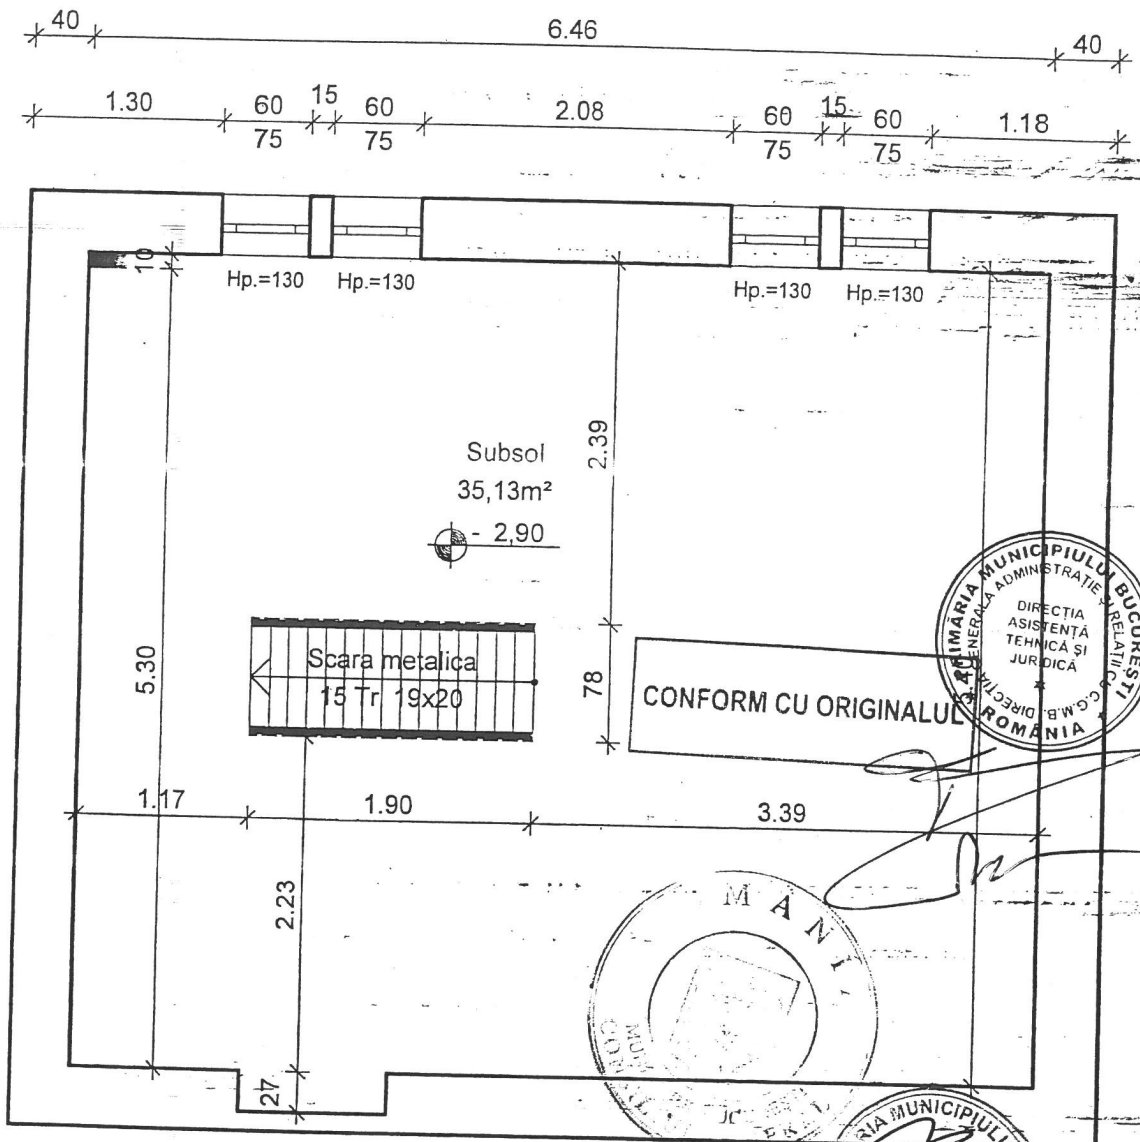 40 6.46 40
1.30 60 15 60 2.08 60 15 60 1.18
75 75 75 75
10
Hp.=130 Hp.=130 Hp.=130 Hp.=130
2.39
Subsol
35,13m²
- 2,90
5.30
Scara metalica
15 Tr. 19x20
78
CONFORM CU ORIGINALUL
PRIMĂRIA MUNICIPIULUI BUCUREȘTI
ROMÂNIA
DIRECȚIA GENERALĂ ADMINISTRAȚIE ȘI RELAȚII CU C.G.M.B.
DIRECȚIA
ASISTENȚĂ
TEHNICĂ ȘI
JURIDICĂ
1.17 1.90 3.39
2.23
27
MUNICIPIUL